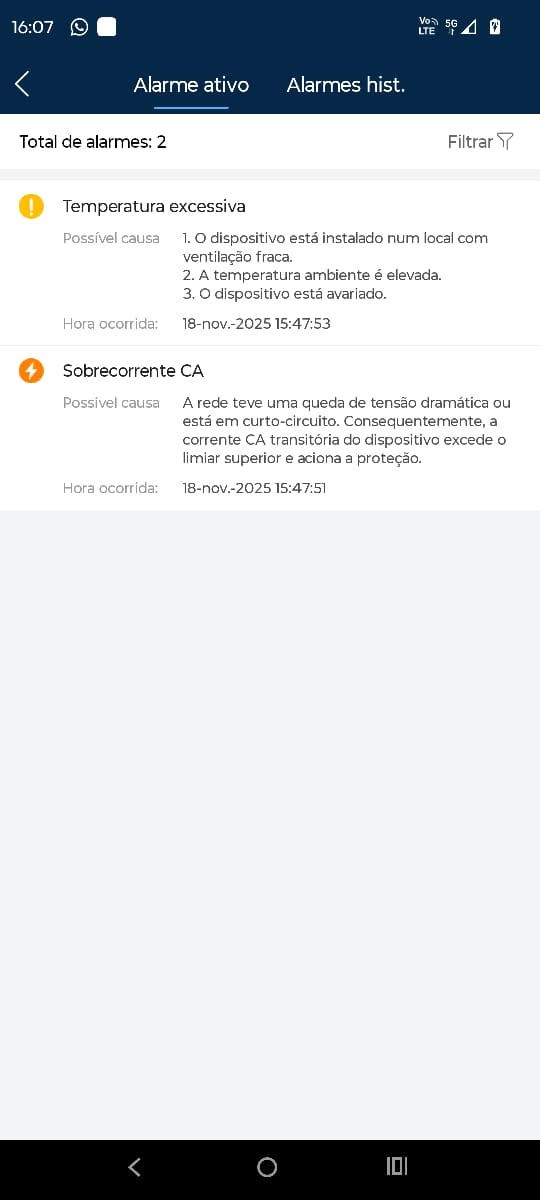 16:07
Vo
LTE
5G
Alarme ativo Alarmes hist.
Total de alarmes: 2
Filtrar
Temperatura excessiva
Possível causa
1. O dispositivo está instalado num local com
ventilação fraca.
2. A temperatura ambiente é elevada.
3. O dispositivo está avariado.
Hora ocorrida: 18-nov.-2025 15:47:53
Sobrecorrente CA
Possível causa
A rede teve uma queda de tensão dramática ou
está em curto-circuito. Consequentemente, a
corrente CA transitória do dispositivo excede o
limiar superior e aciona a proteção.
Hora ocorrida: 18-nov.-2025 15:47:51